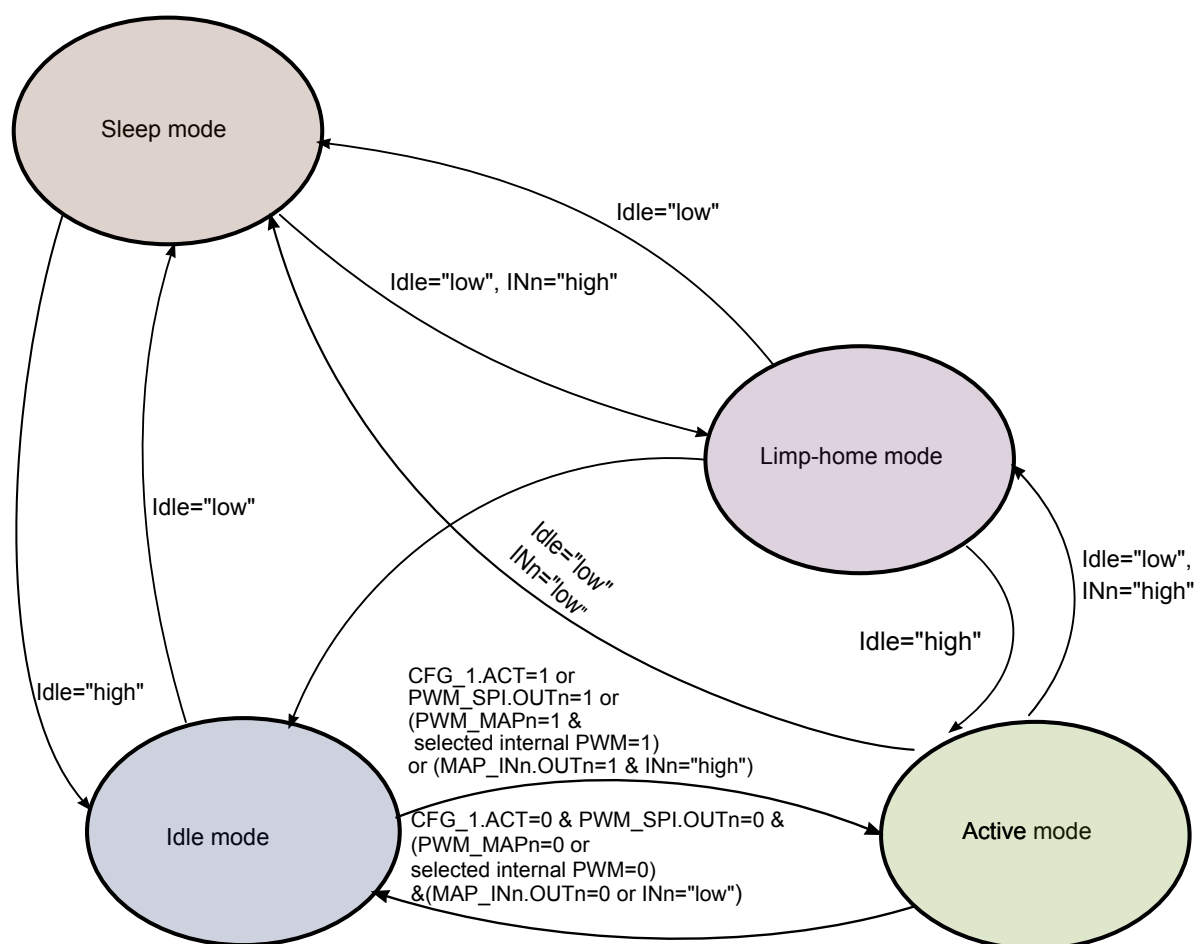 Sleep mode
Idle="low"
Idle="low", INn="high"
Limp-home mode
Idle="low"
Idle="low"
INn="low"
Idle="low",
INn="high"
Idle="high"
Idle="high"
CFG_1.ACT=1 or
PWM_SPI.OUTn=1 or
(PWM_MAPn=1 &
selected internal PWM=1)
or (MAP_INn.OUTn=1 & INn="high")
CFG_1.ACT=0 & PWM_SPI.OUTn=0 &
(PWM_MAPn=0 or
selected internal PWM=0)
&(MAP_INn.OUTn=0 or INn="low")
Idle mode
Active mode